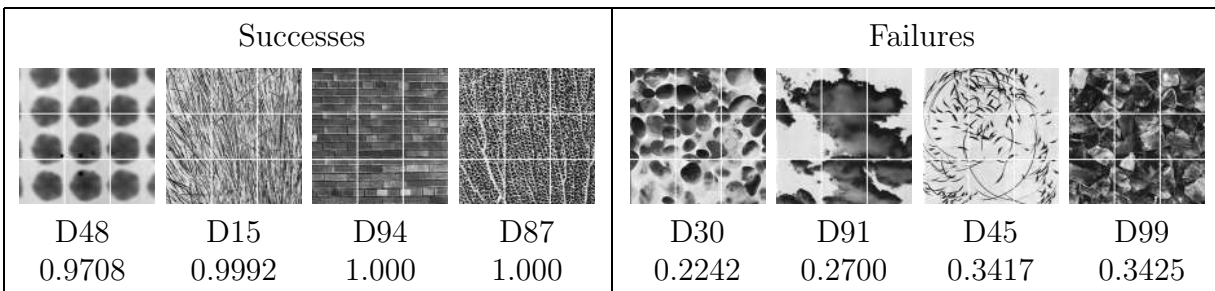 Successes
Failures
D48 D15 D94 D87 D30 D91 D45 D99
0.9708 0.9992 1.000 1.000 0.2242 0.2700 0.3417 0.3425